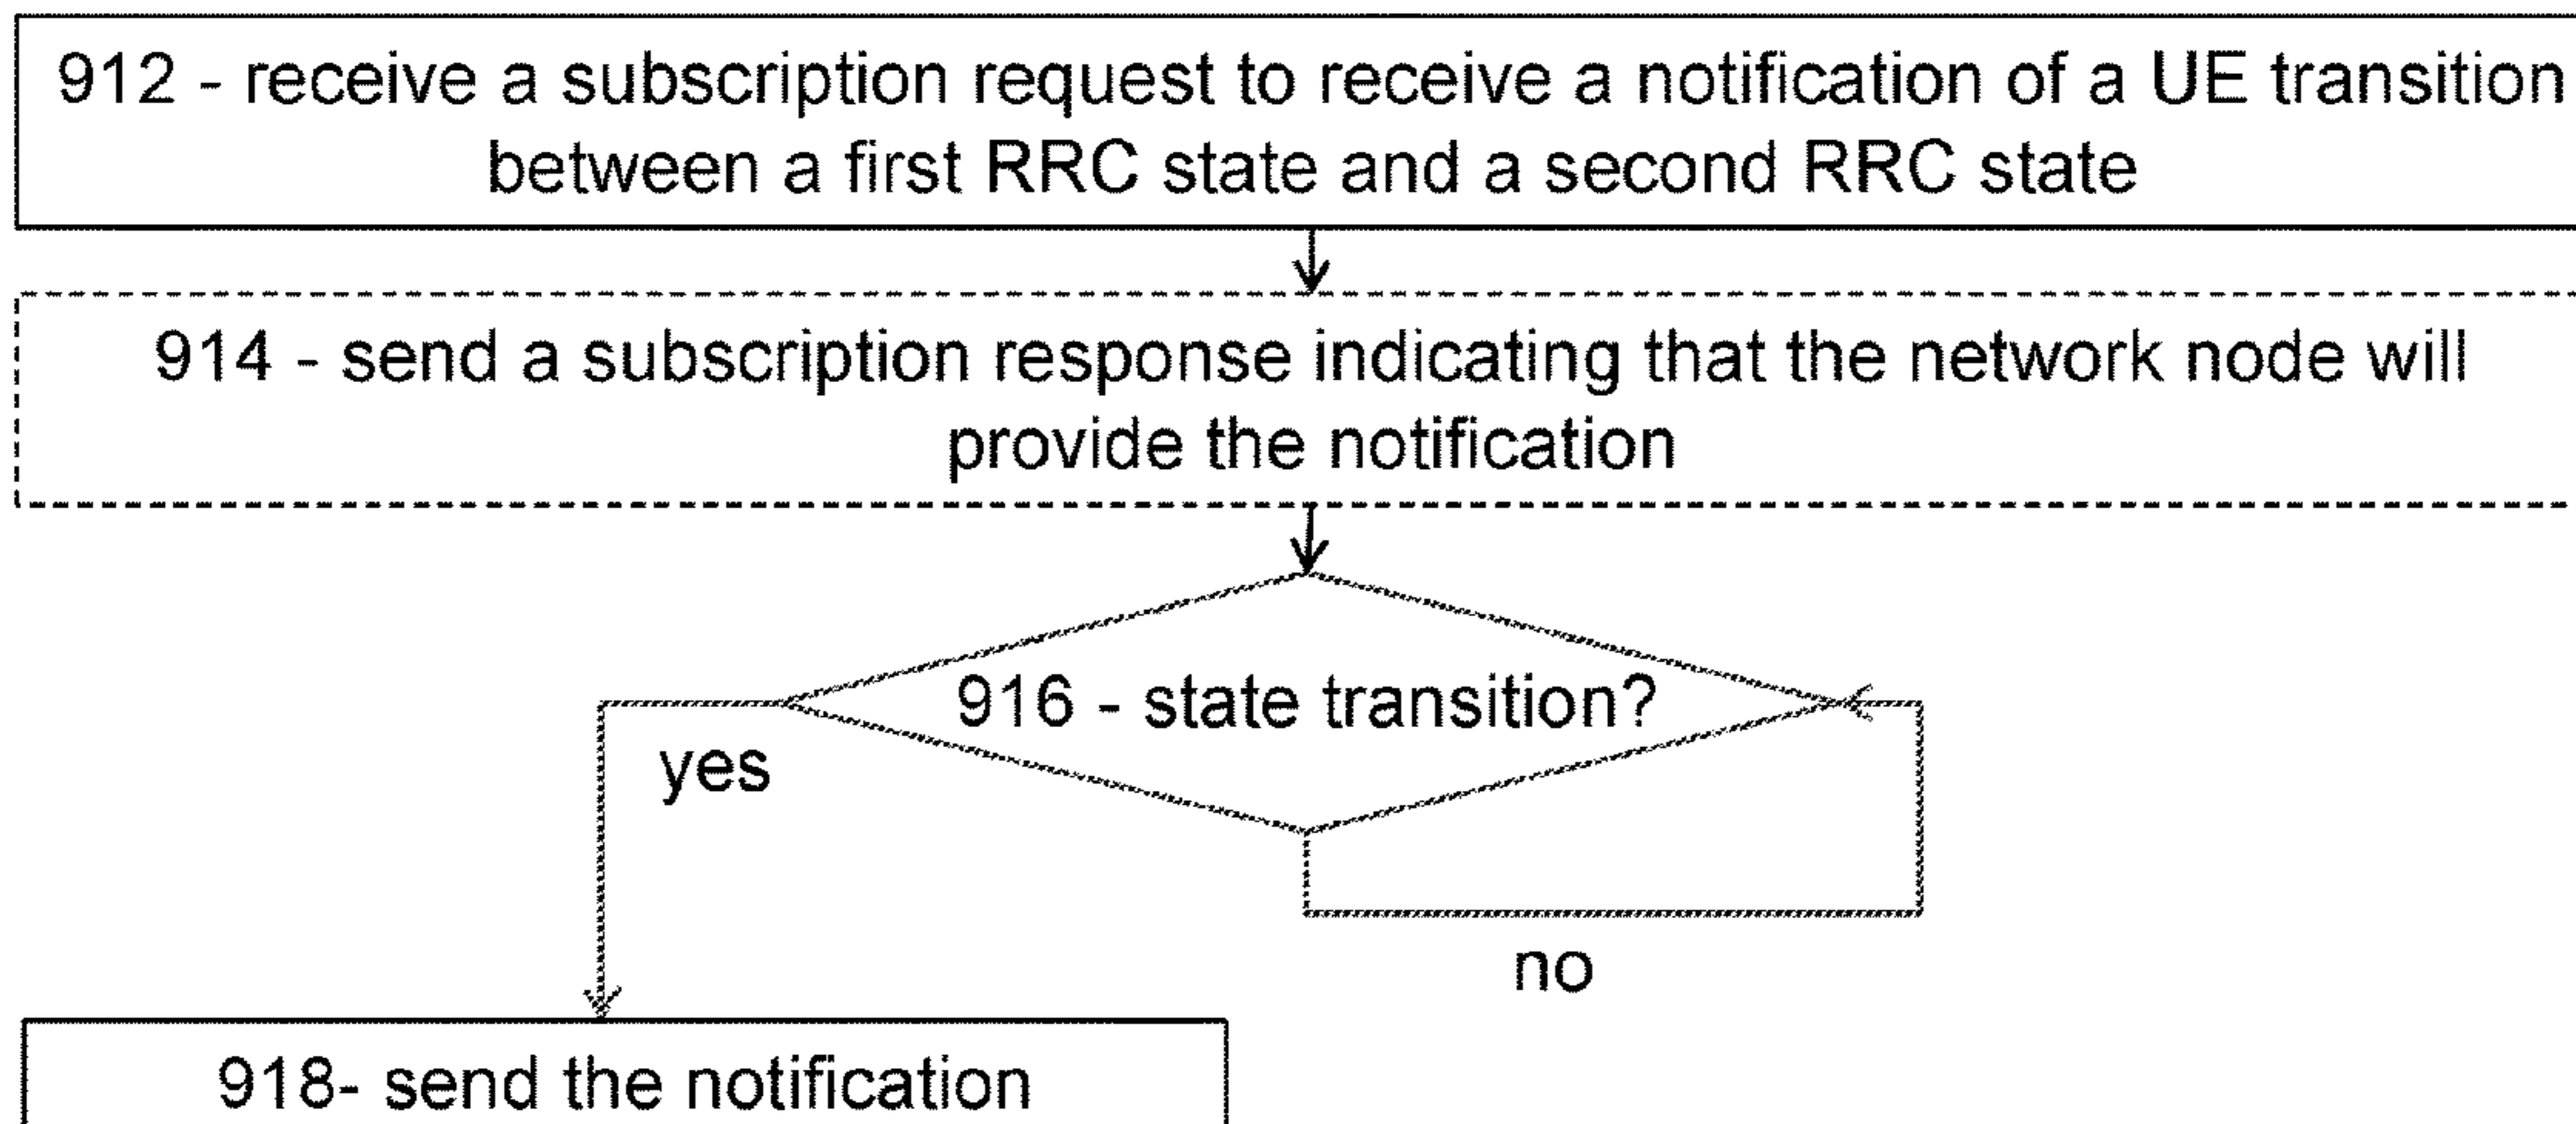 912 - receive a subscription request to receive a notification of a UE transition
between a first RRC state and a second RRC state
914 - send a subscription response indicating that the network node will
provide the notification
916 - state transition?
yes
no
918- send the notification